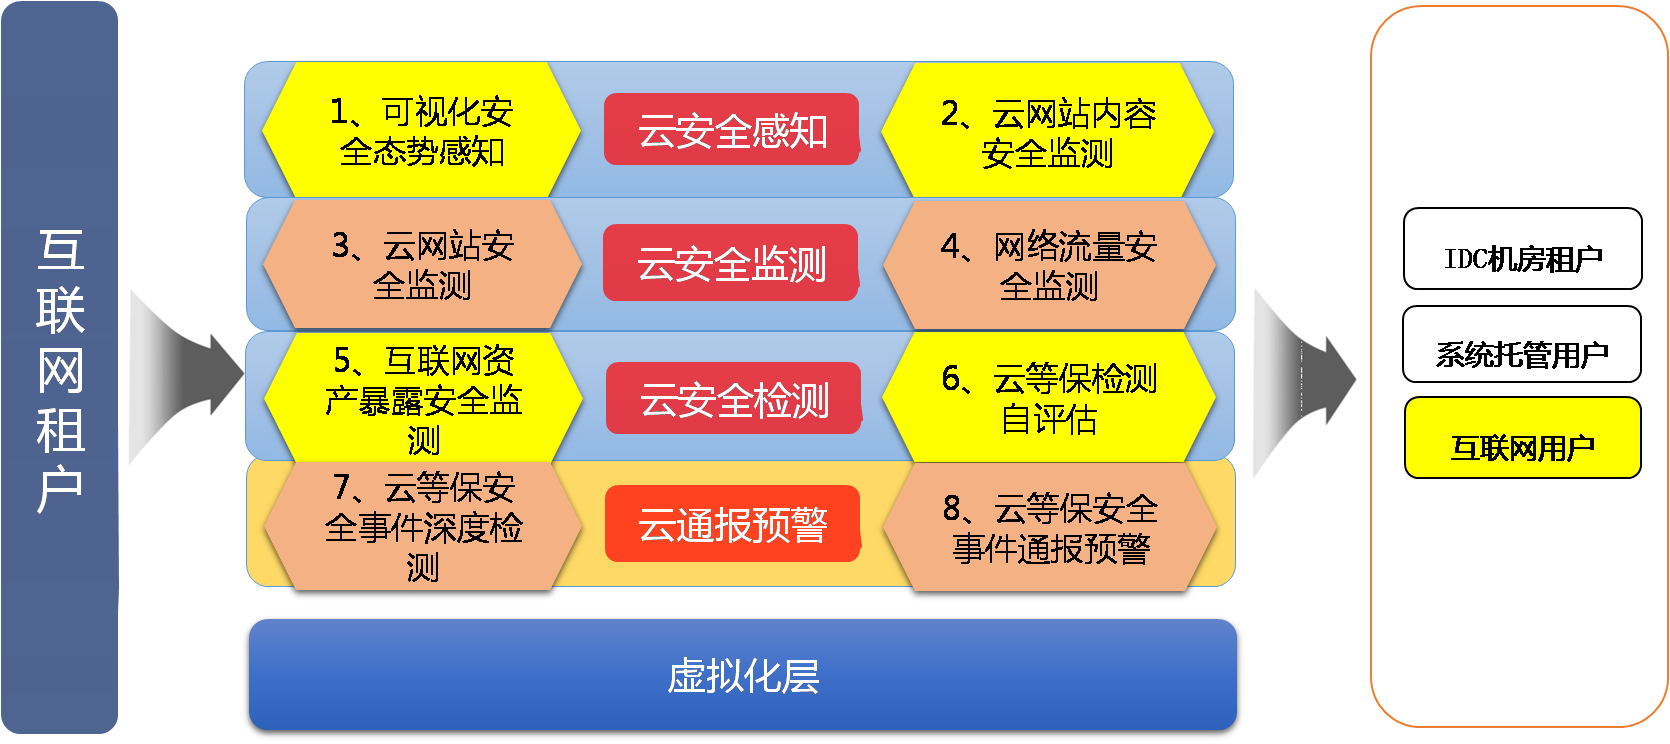 互
联
网
租
户
1、可视化安
全态势感知
云安全感知
2、云网站内容
安全监测
3、云网站安
全监测
云安全监测
4、网络流量安
全监测
5、互联网资
产暴露安全监
测
云安全检测
6、云等保检测
自评估
7、云等保安
全事件深度检
测
云通报预警
8、云等保安全
事件通报预警
虚拟化层
IDC机房租户
系统托管用户
互联网用户